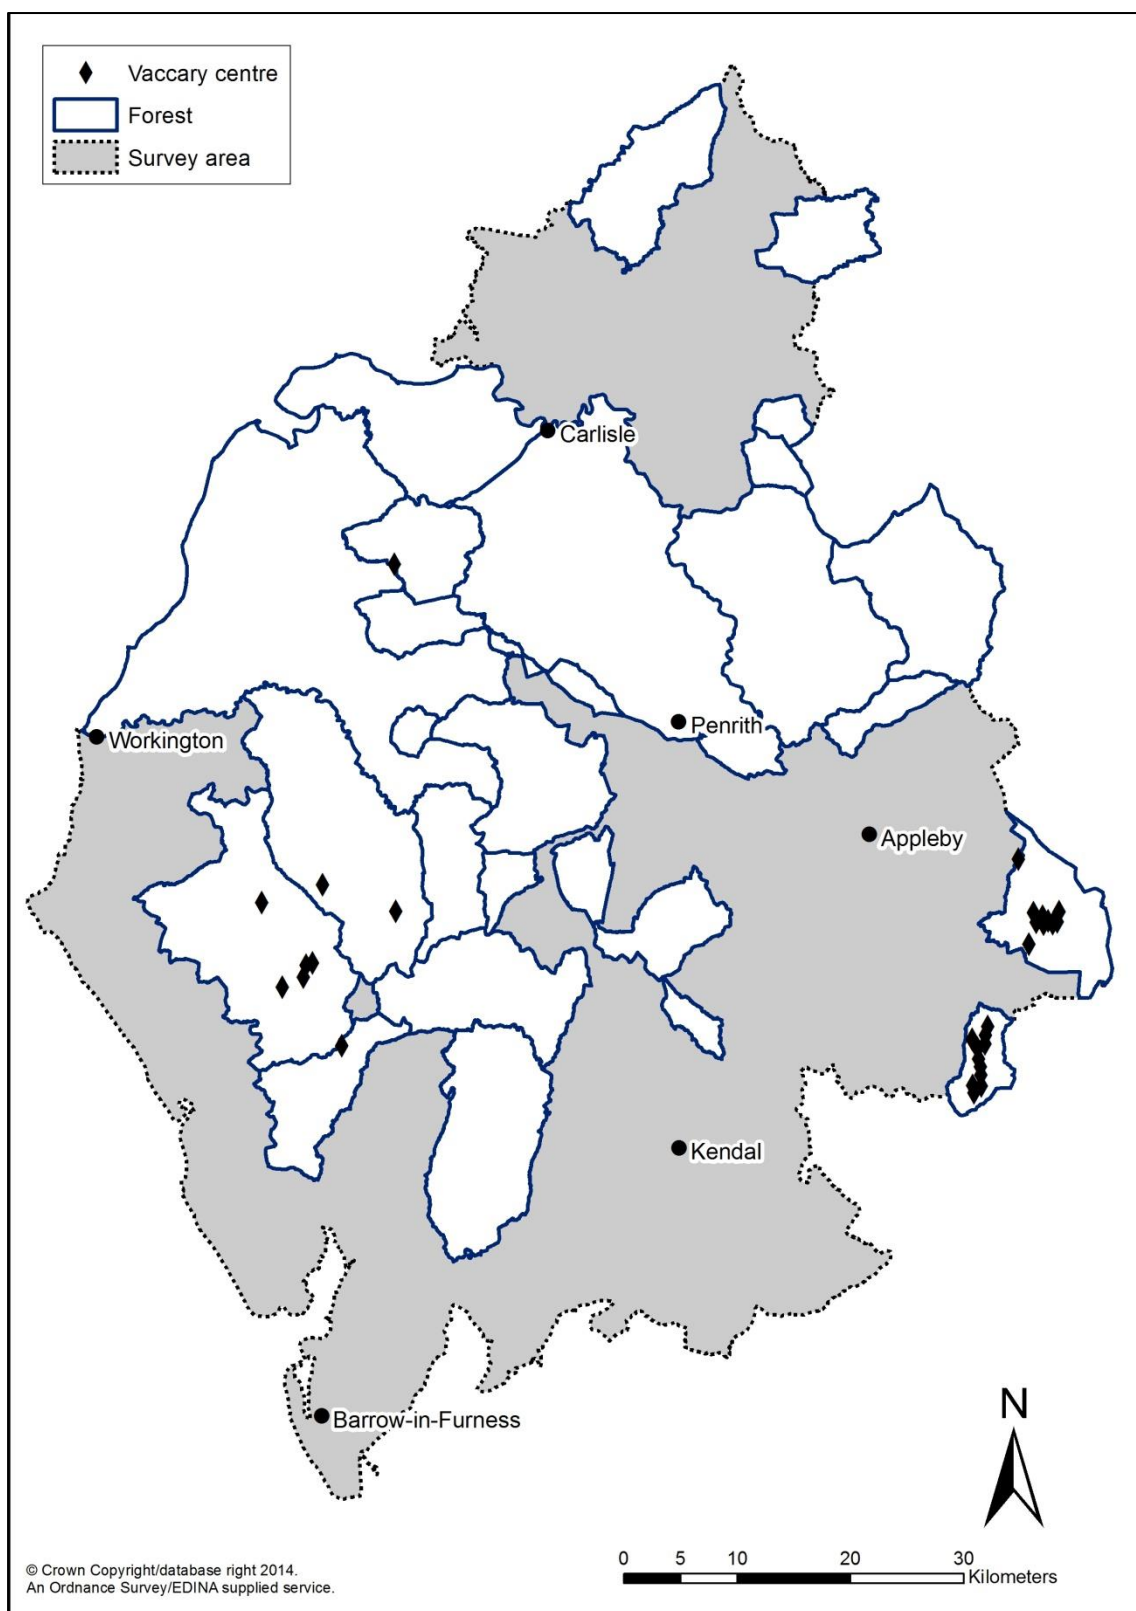 Vaccary centre
Forest
Survey area
Carlisle
Workington
Penrith
Appleby
Kendal
Barrow-in-Furness
N
© Crown Copyright/database right 2014.
An Ordnance Survey/EDINA supplied service.
0 5 10 20 30
Kilometers